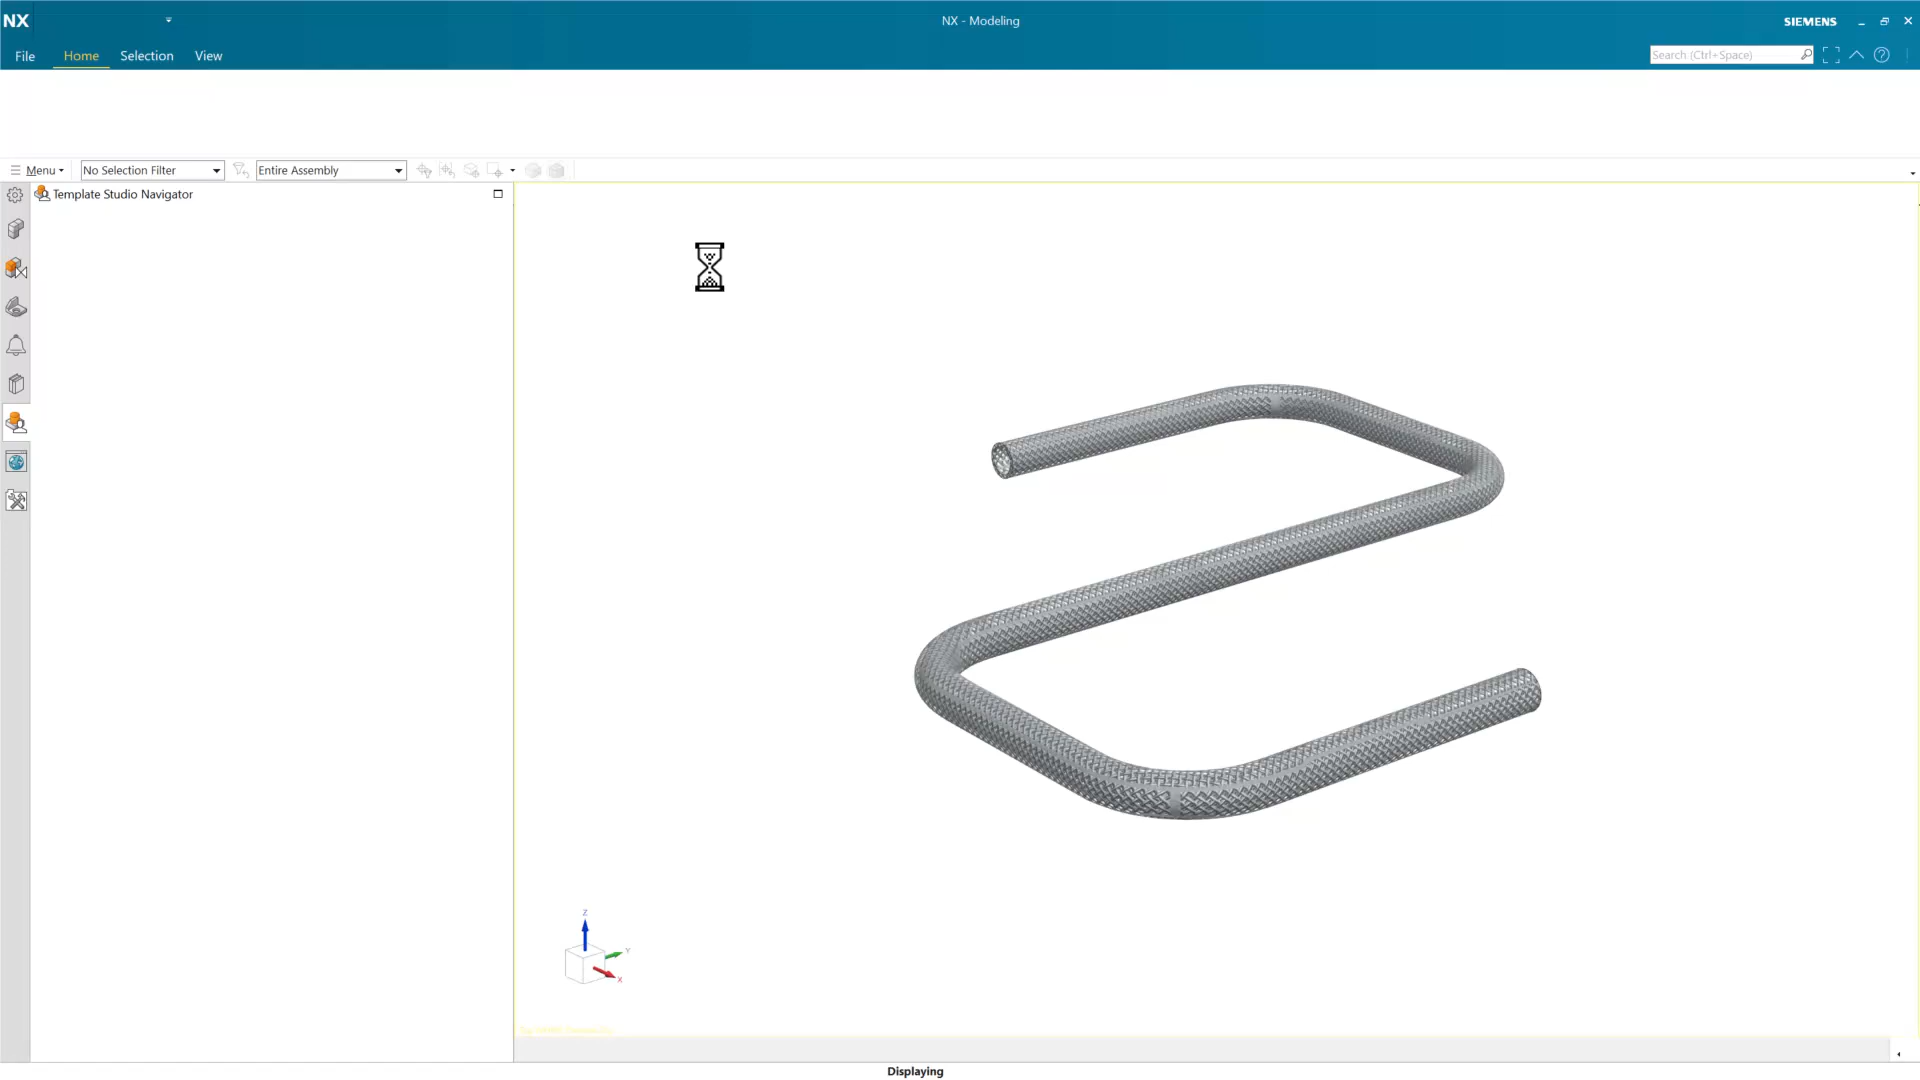 NX
NX - Modeling
SIEMENS
File
Home
Selection
View
Search (Ctrl+Space)
Menu
No Selection Filter
Entire Assembly
Template Studio Navigator
Z
Y
X
Displaying